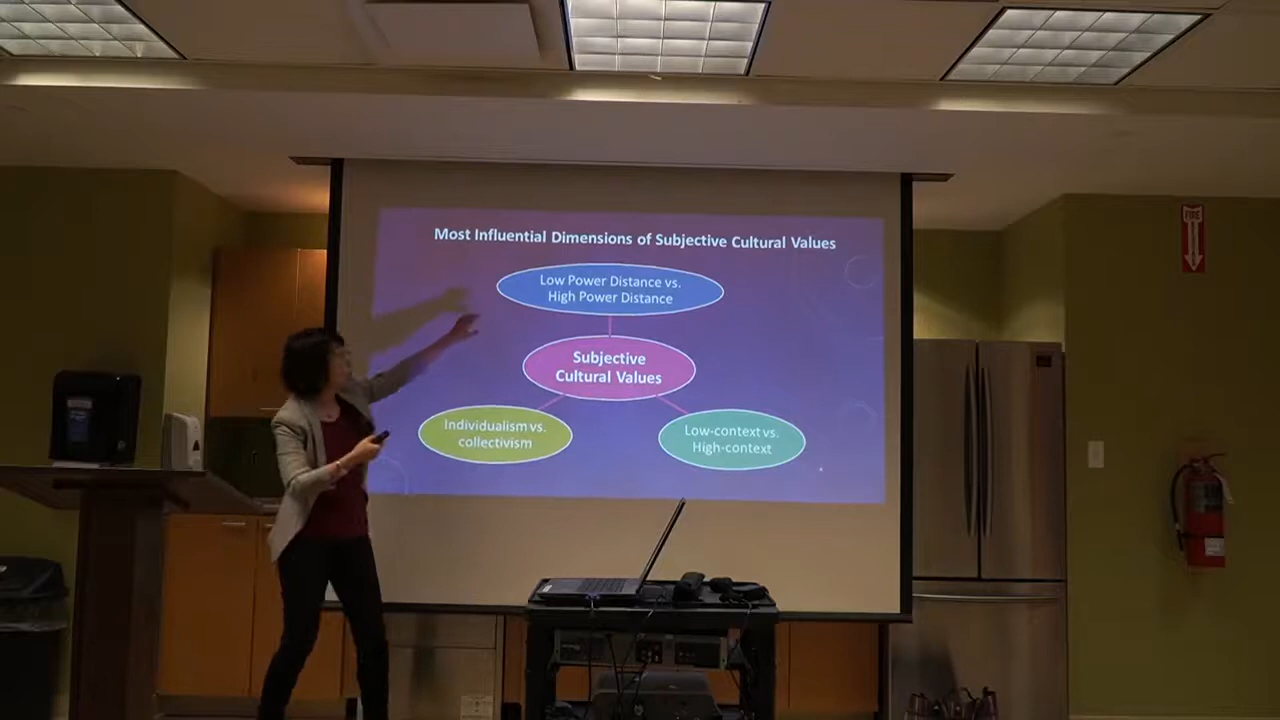 Most Influential Dimensions of Subjective Cultural Values
Low Power Distance vs.
High Power Distance
Subjective
Cultural Values
Individualism vs.
collectivism
Low-context vs.
High-context
FIRE